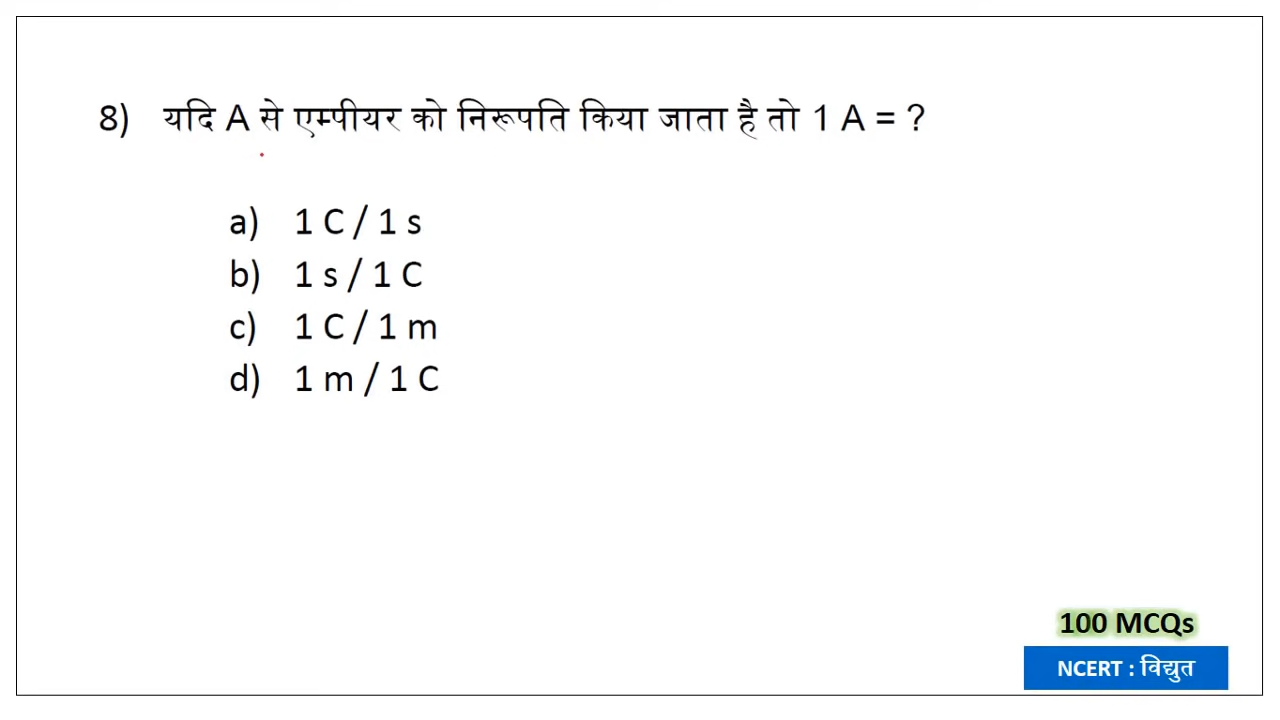 8) यदि A से एम्पीयर को निरूपति किया जाता है तो 1 A = ?
a) 1 C / 1 s
b) 1 s / 1 C
c) 1 C / 1 m
d) 1 m / 1 C
100 MCQs
NCERT : विद्युत